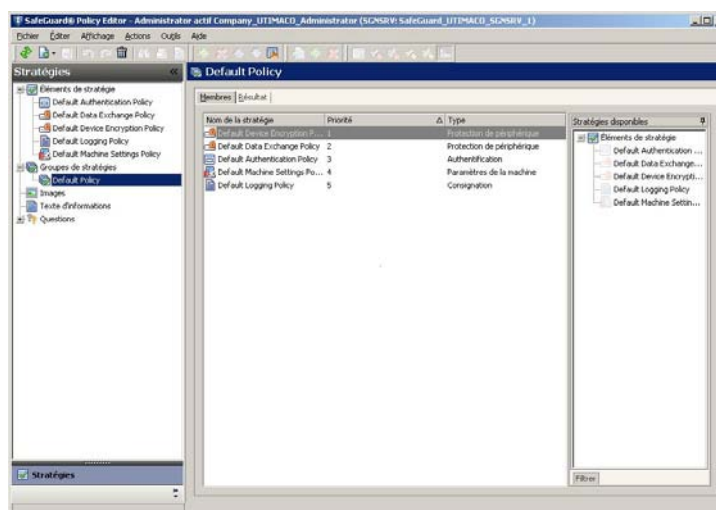 SafeGuard® Policy Editor - Administrateur actif Company_UTIMACO_Administrator (SGNSRV: SafeGuard_UTIMACO_SGNSRV_1)
Fichier Éditer Affichage Actions Outils Aide
Stratégies
Default Policy
Éléments de stratégie
Default Authentication Policy
Default Data Exchange Policy
Default Device Encryption Policy
Default Logging Policy
Default Machine Settings Policy
Groupes de stratégies
Default Policy
Images
Texte d'informations
Questions
Membres Résultat
Nom de la stratégie Priorité Type
Default Device Encryption P... 1 Protection de périphérique
Default Data Exchange Policy 2 Protection de périphérique
Default Authentication Policy 3 Authentification
Default Machine Settings Po... 4 Paramètres de la machine
Default Logging Policy 5 Consignation
Stratégies disponibles
Éléments de stratégie
Default Authentication ...
Default Data Exchange...
Default Device Encrypti...
Default Logging Policy
Default Machine Settin...
Filtrer
Stratégies